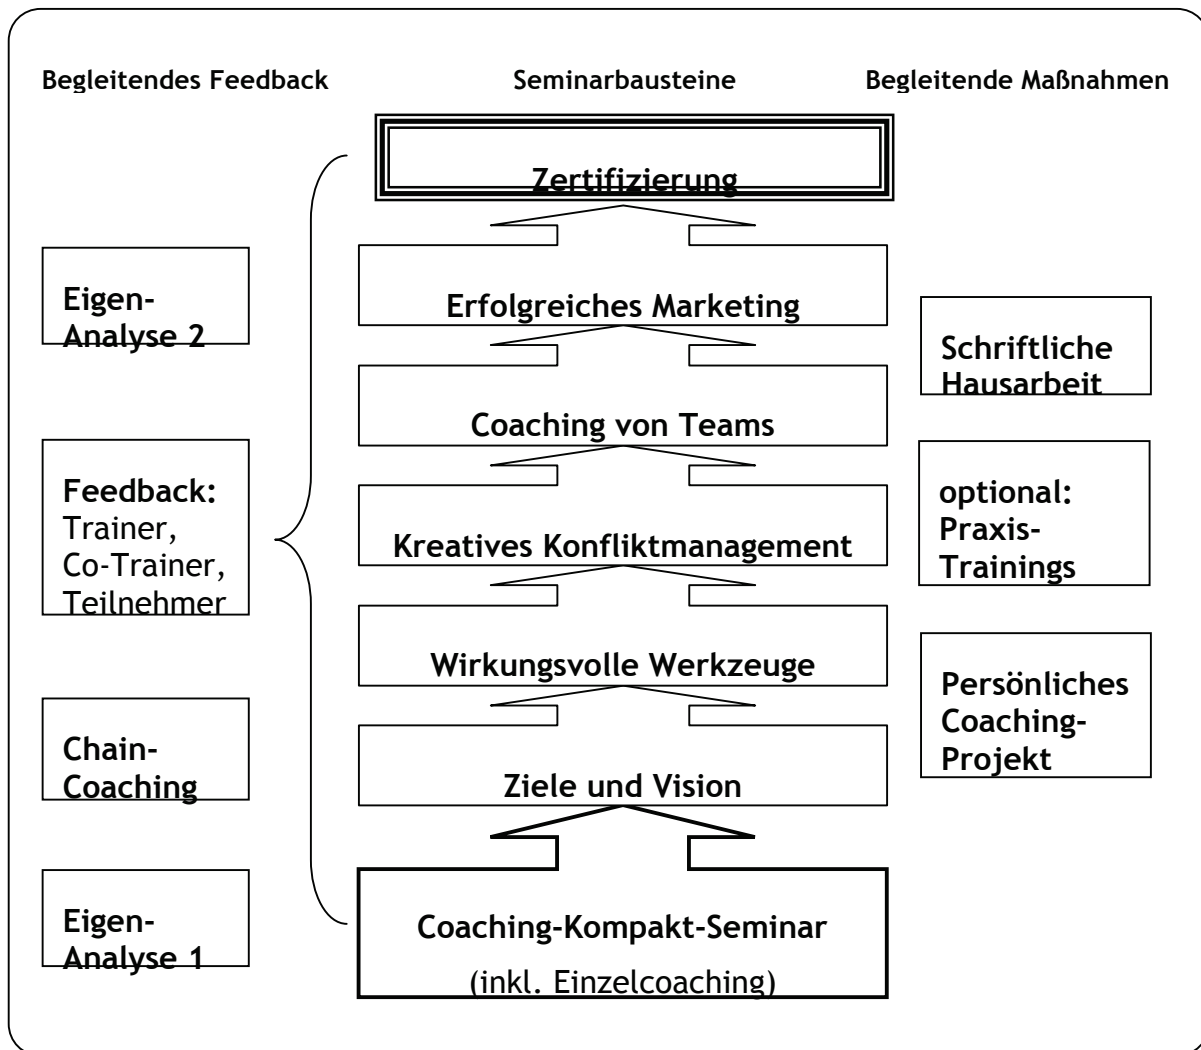 Begleitendes Feedback
Seminarbausteine
Begleitende Maßnahmen
Zertifizierung
Eigen-
Analyse 2
Erfolgreiches Marketing
Schriftliche
Hausarbeit
Coaching von Teams
Feedback:
Trainer,
Co-Trainer,
Teilnehmer
Kreatives Konfliktmanagement
optional:
Praxis-
Trainings
Wirkungsvolle Werkzeuge
Persönliches
Coaching-
Projekt
Chain-
Coaching
Ziele und Vision
Eigen-
Analyse 1
Coaching-Kompakt-Seminar
(inkl. Einzelcoaching)